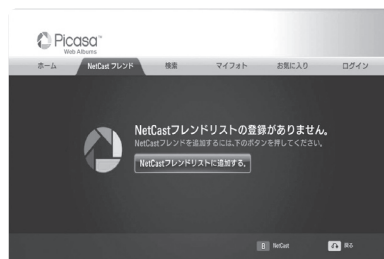 Picasa™
Web Albums
ホーム NetCast フレンド 検索 マイフォト お気に入り ログイン
NetCastフレンドリストの登録がありません。
NetCastフレンドを追加するには、下のボタンを押してください。
NetCastフレンドリストに追加する。
B NetCast 戻る